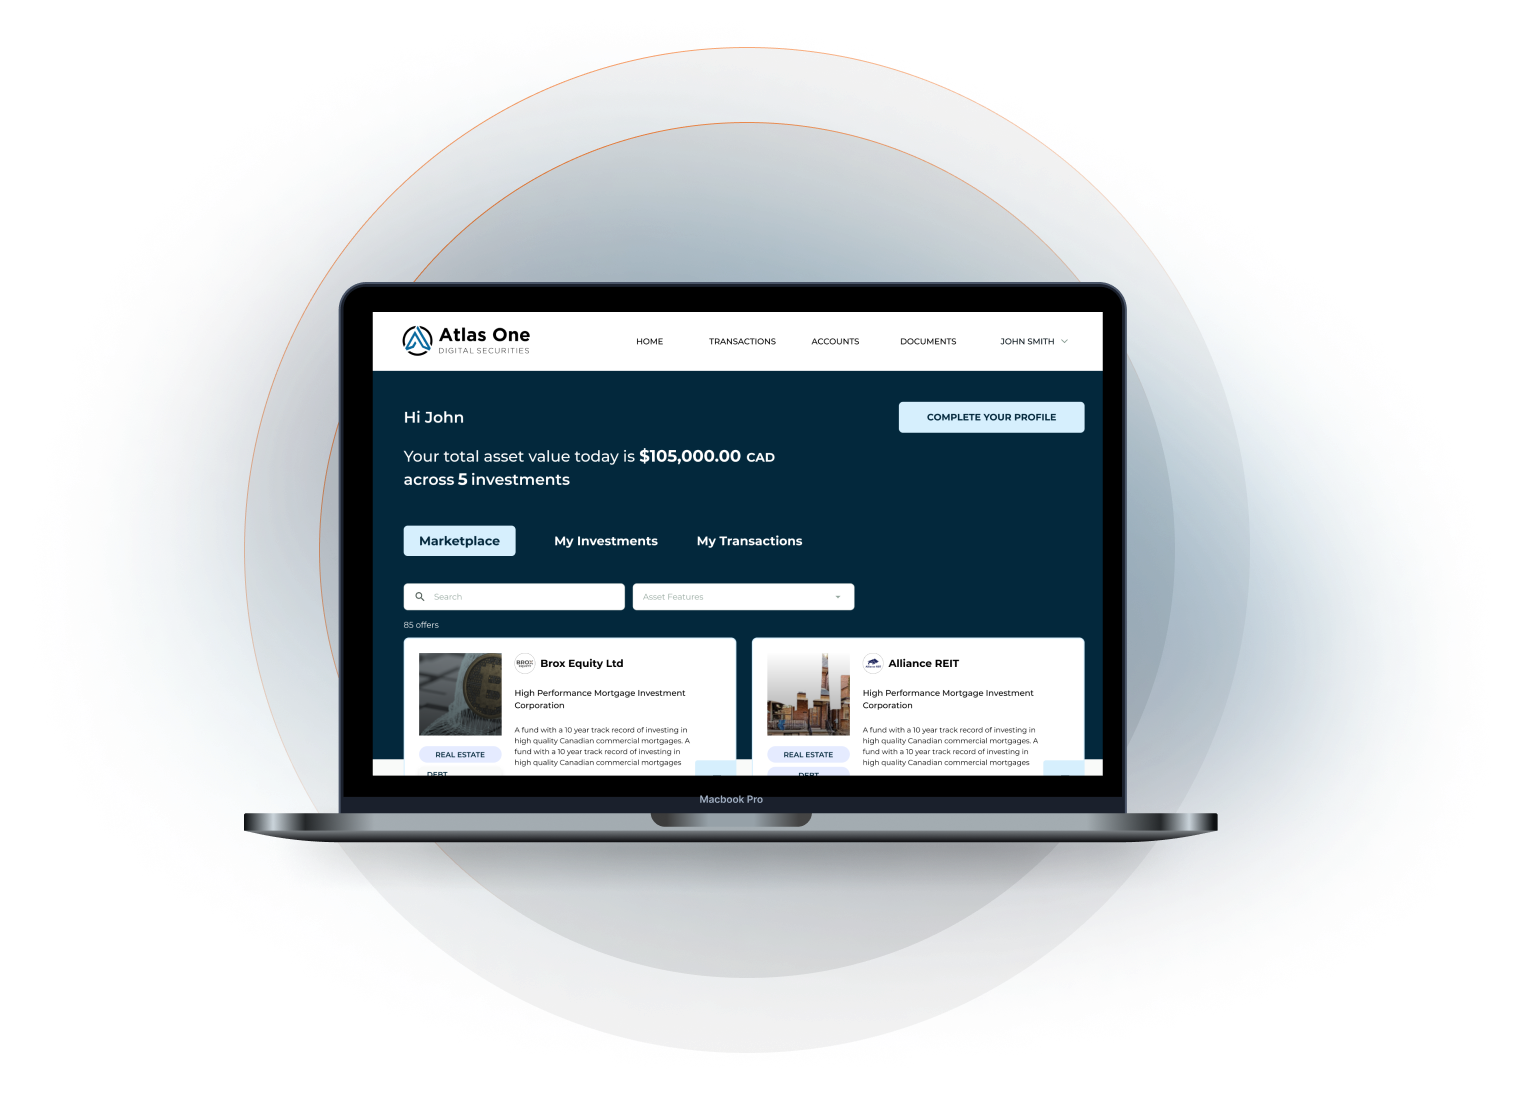 Atlas One
DIGITAL SECURITIES
HOME
TRANSACTIONS
ACCOUNTS
DOCUMENTS
JOHN SMITH
Hi John
COMPLETE YOUR PROFILE
Your total asset value today is $105,000.00 CAD
across 5 investments
Marketplace
My Investments
My Transactions
Search
Asset Features
85 offers
BROX
Brox Equity Ltd
High Performance Mortgage Investment
Corporation
A fund with a 10 year track record of investing in
high quality Canadian commercial mortgages. A
fund with a 10 year track record of investing in
high quality Canadian commercial mortgages
REAL ESTATE
DEBT
Alliance REIT
Alliance REIT
High Performance Mortgage Investment
Corporation
A fund with a 10 year track record of investing in
high quality Canadian commercial mortgages. A
fund with a 10 year track record of investing in
high quality Canadian commercial mortgages
REAL ESTATE
DEBT
Macbook Pro